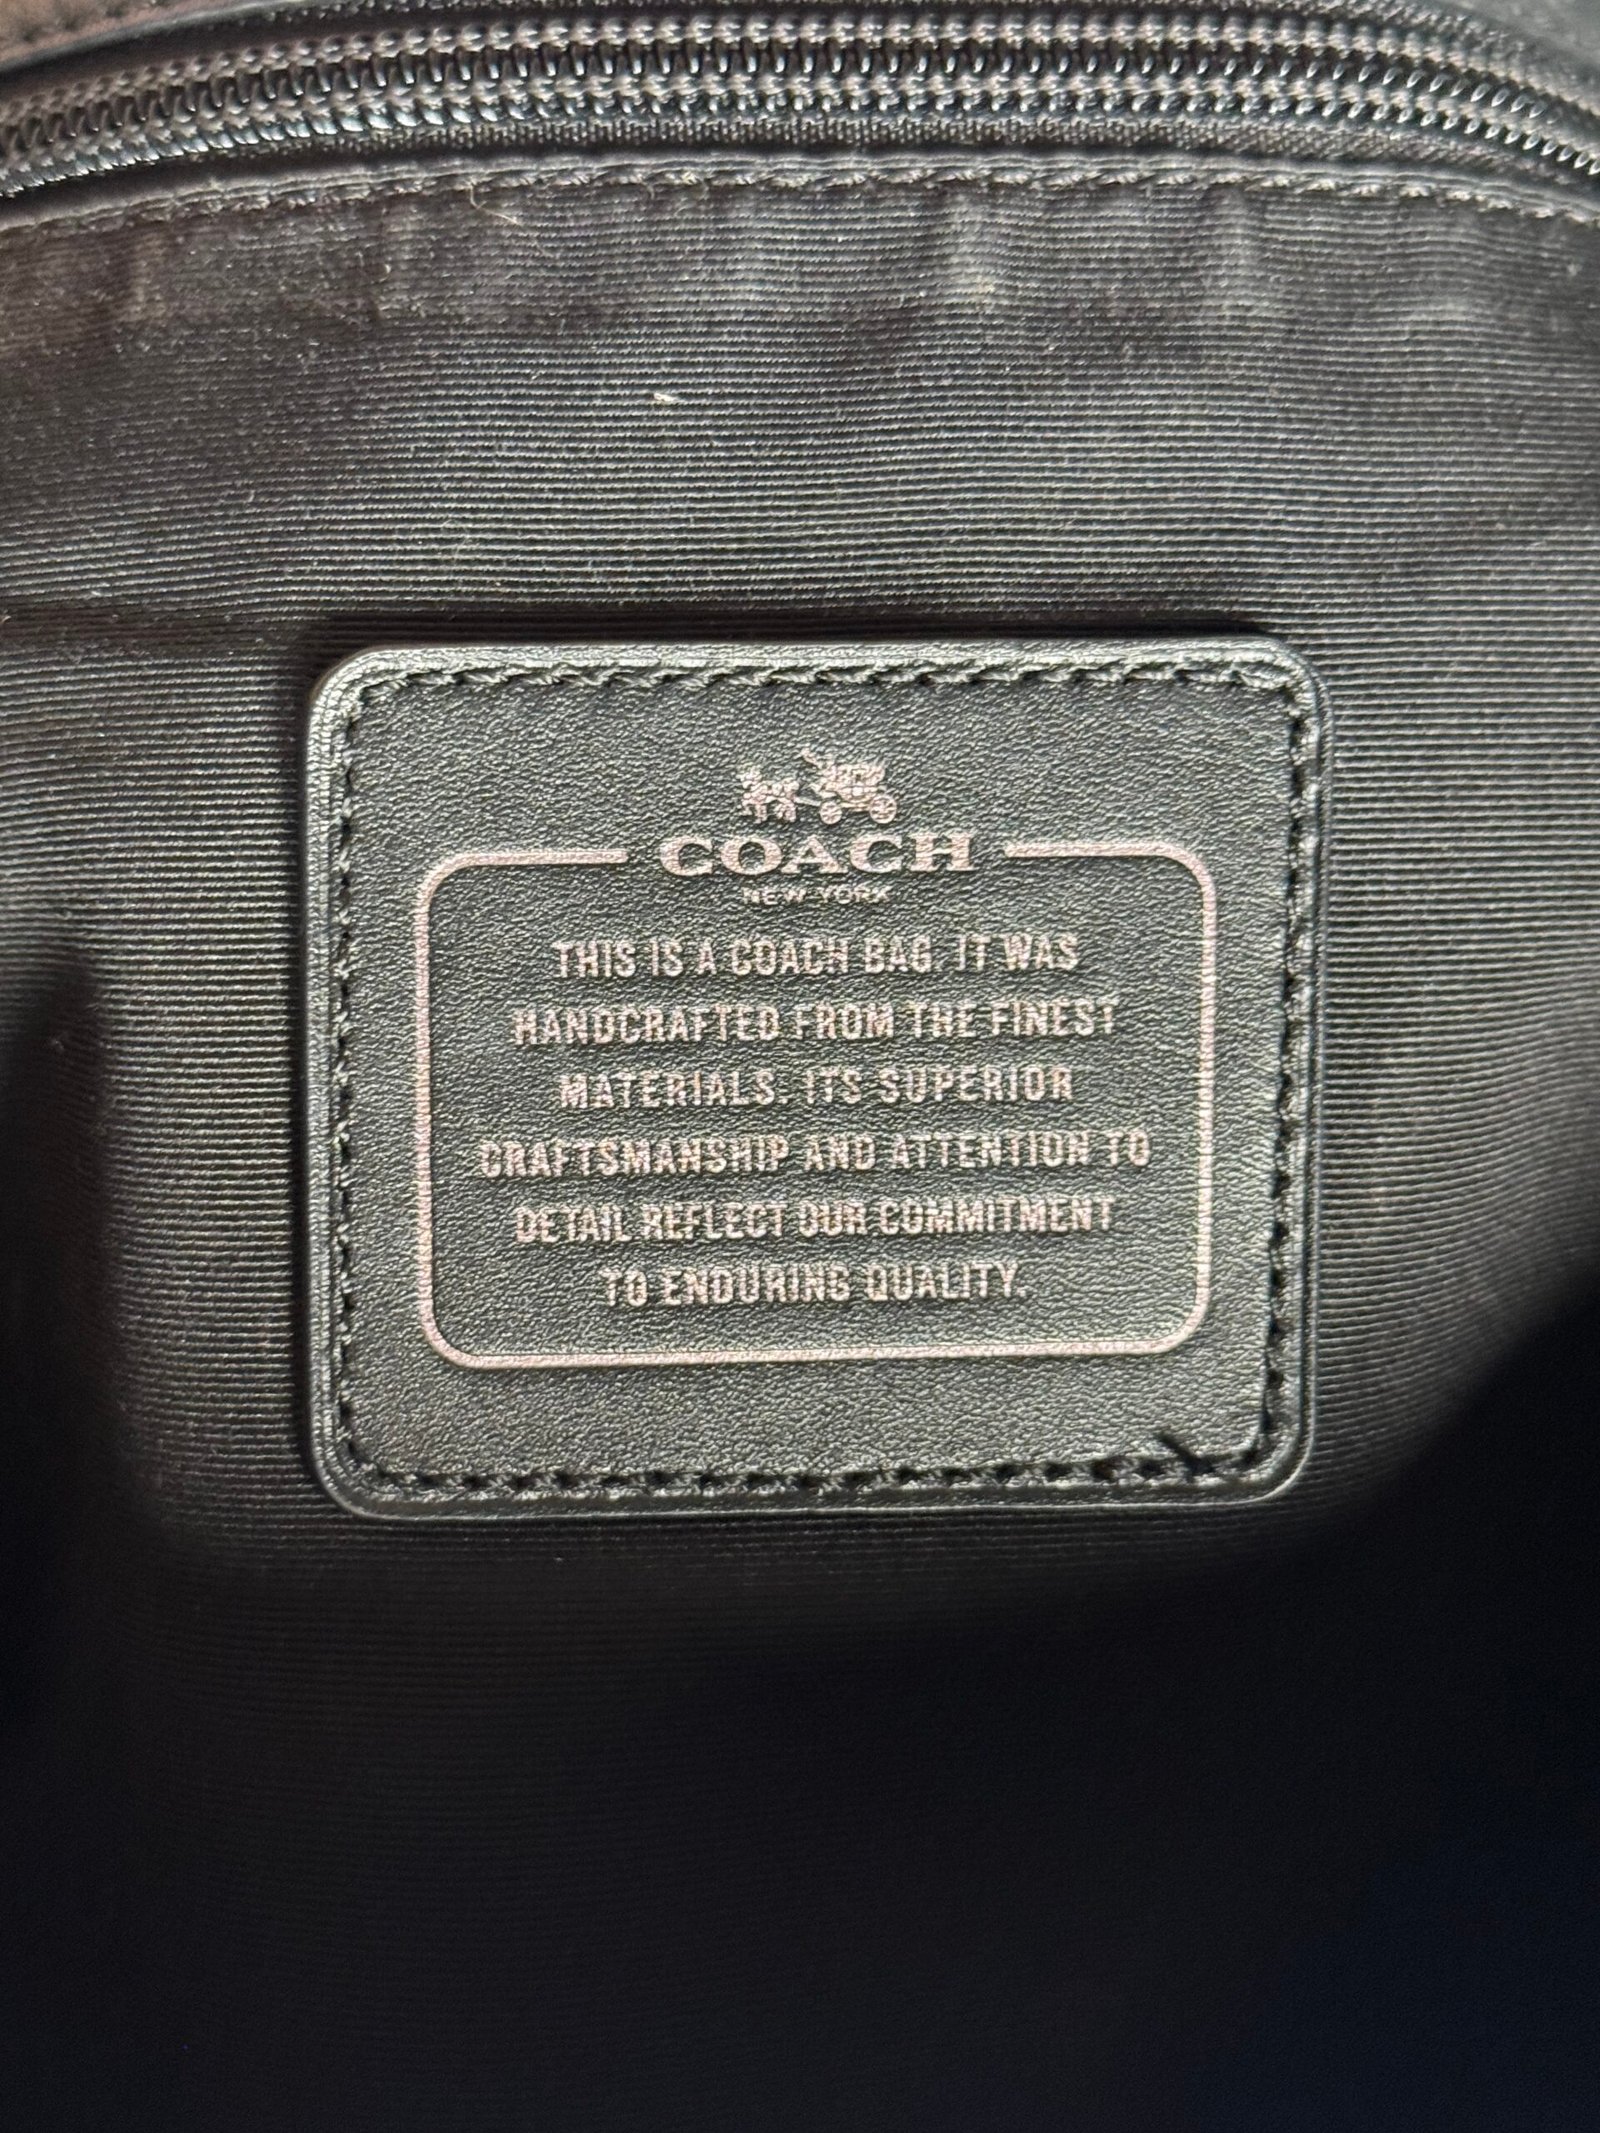 COACH
NEW YORK
THIS IS A COACH BAG. IT WAS
HANDCRAFTED FROM THE FINEST
MATERIALS. ITS SUPERIOR
CRAFTSMANSHIP AND ATTENTION TO
DETAIL REFLECT OUR COMMITMENT
TO ENDURING QUALITY.